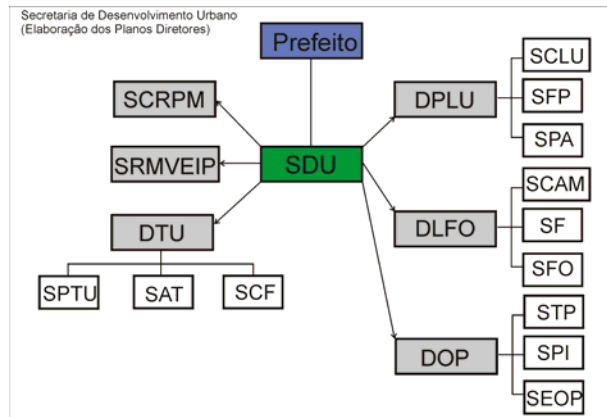 Secretaria de Desenvolvimento Urbano
(Elaboração dos Planos Diretores)
Prefeito
SCRPM
SRMVEIP
SDU
DTU
SPTU
SAT
SCF
DPLU
SCLU
SFP
SPA
DLFO
SCAM
SF
SFO
DOP
STP
SPI
SEOP